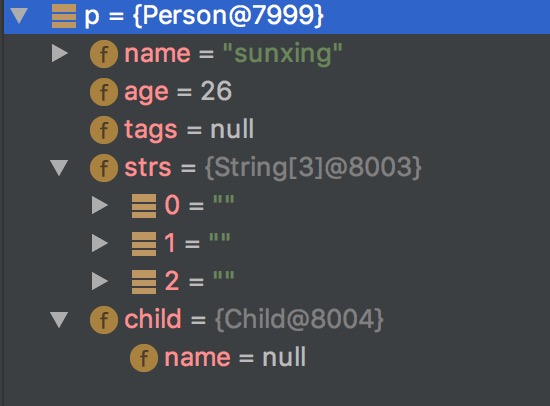 p = {Person@7999}
f name = "sunxing"
f age = 26
f tags = null
f strs = {String[3]@8003}
0 = ""
1 = ""
2 = ""
f child = {Child@8004}
f name = null